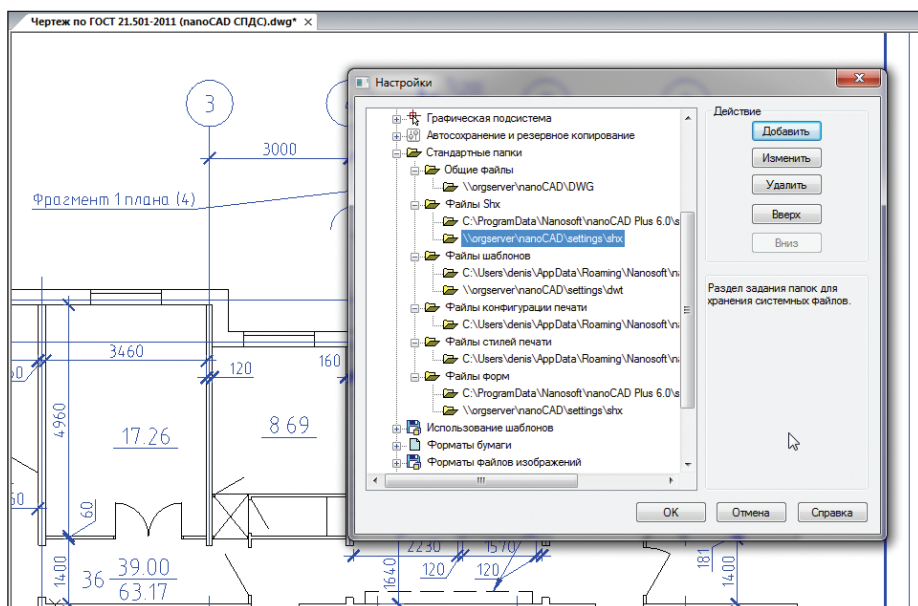 Чертеж по ГОСТ 21.501-2011 (nanoCAD СПДС).dwg*
3
3000
Фрагмент 1 плана (4)
3460
120
160
4960
17.26
8.69
60
1400
36
39.00
63.17
2230
1570
120
120
1640
181
1400
Настройки
Графическая подсистема
Автосохранение и резервное копирование
Стандартные папки
Общие файлы
\\orgserver\nanoCAD\DWG
Файлы Shx
C:\ProgramData\Nanosoft\nanoCAD Plus 6.0\s
\\orgserver\nanoCAD\settings\shx
Файлы шаблонов
C:\Users\denis\AppData\Roaming\Nanosoft\na
\\orgserver\nanoCAD\settings\dwt
Файлы конфигурации печати
C:\Users\denis\AppData\Roaming\Nanosoft\na
Файлы стилей печати
C:\Users\denis\AppData\Roaming\Nanosoft\na
Файлы форм
C:\ProgramData\Nanosoft\nanoCAD Plus 6.0\s
\\orgserver\nanoCAD\settings\shx
Использование шаблонов
Форматы бумаги
Форматы файлов изображений
Действие
Добавить
Изменить
Удалить
Вверх
Вниз
Раздел задания папок для
хранения системных файлов.
OK
Отмена
Справка